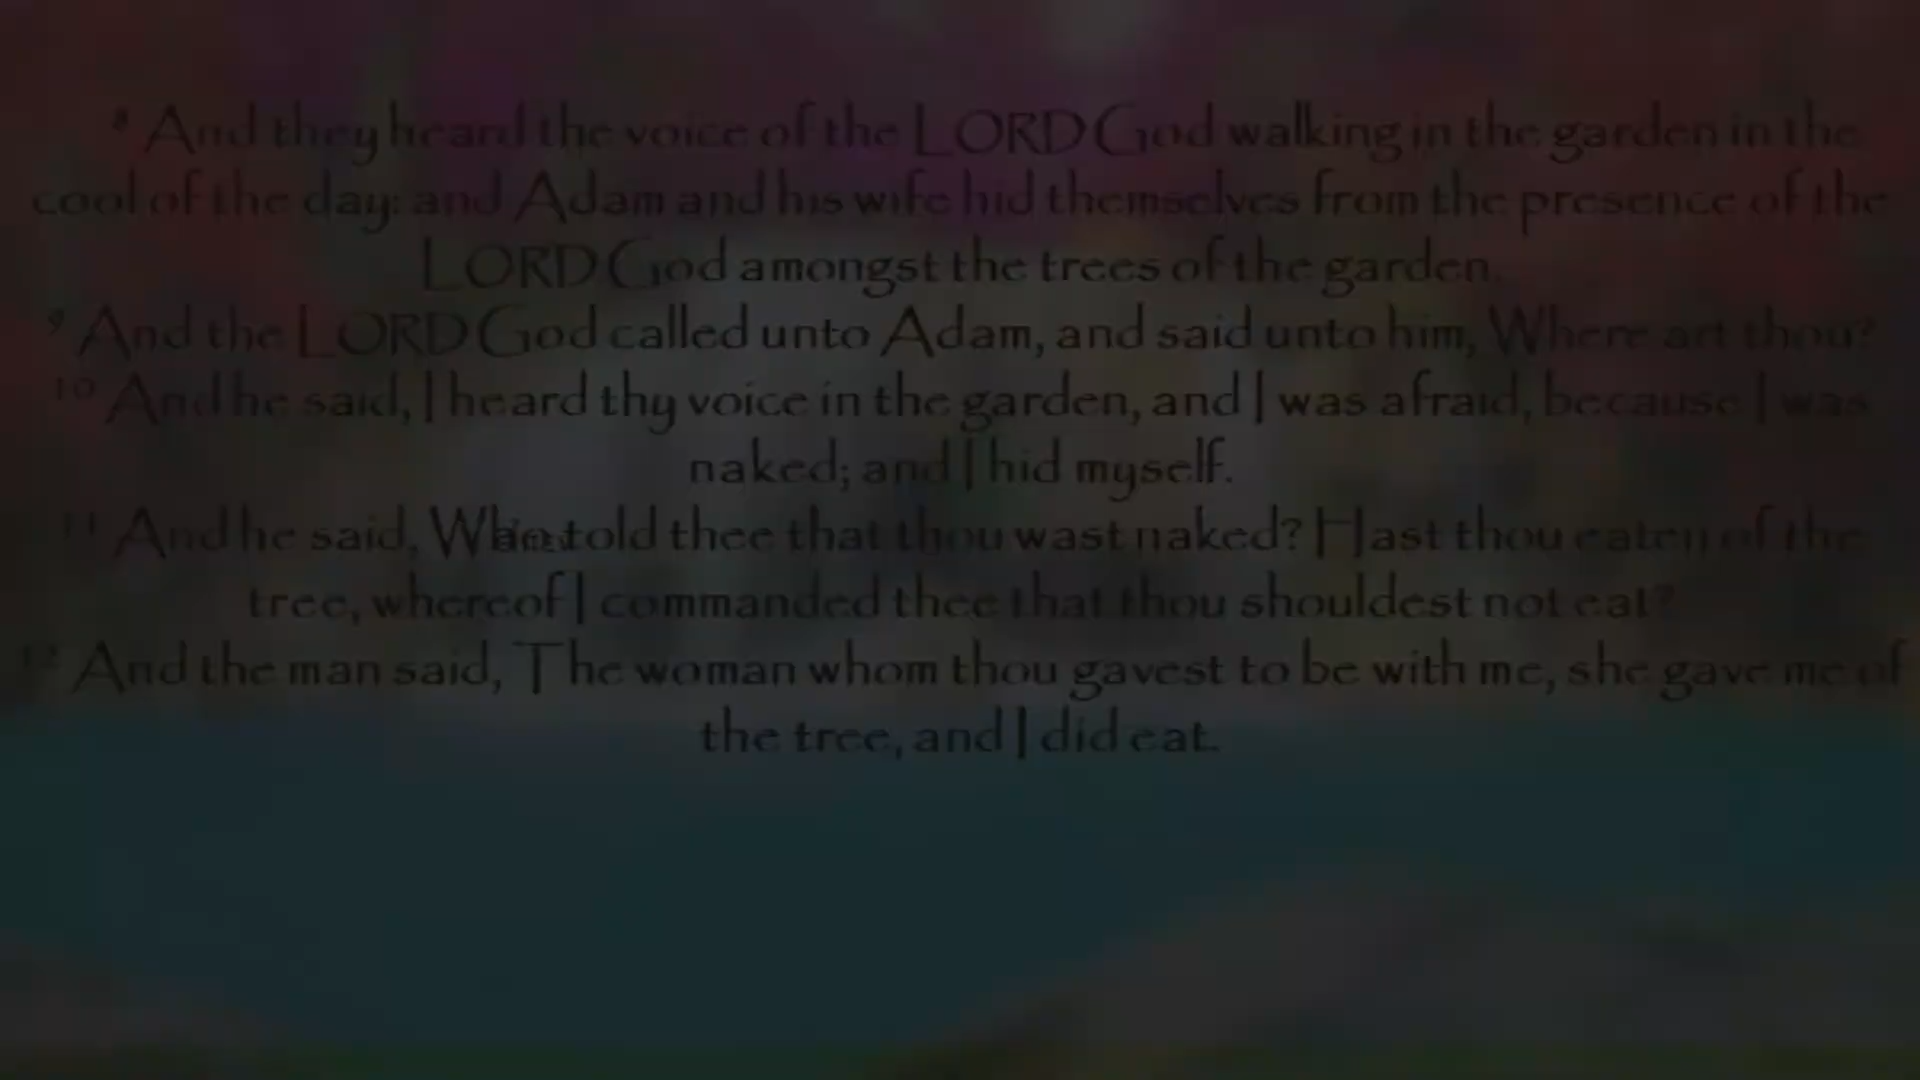 8 And they heard the voice of the LORD God walking in the garden in the
cool of the day: and Adam and his wife hid themselves from the presence of the
LORD God amongst the trees of the garden.
9 And the LORD God called unto Adam, and said unto him, Where art thou?
10 And he said, I heard thy voice in the garden, and I was afraid, because I was
naked; and I hid myself.
11 And he said, Who told thee that thou wast naked? Hast thou eaten of the
tree, whereof I commanded thee that thou shouldest not eat?
12 And the man said, The woman whom thou gavest to be with me, she gave me of
the tree, and I did eat.